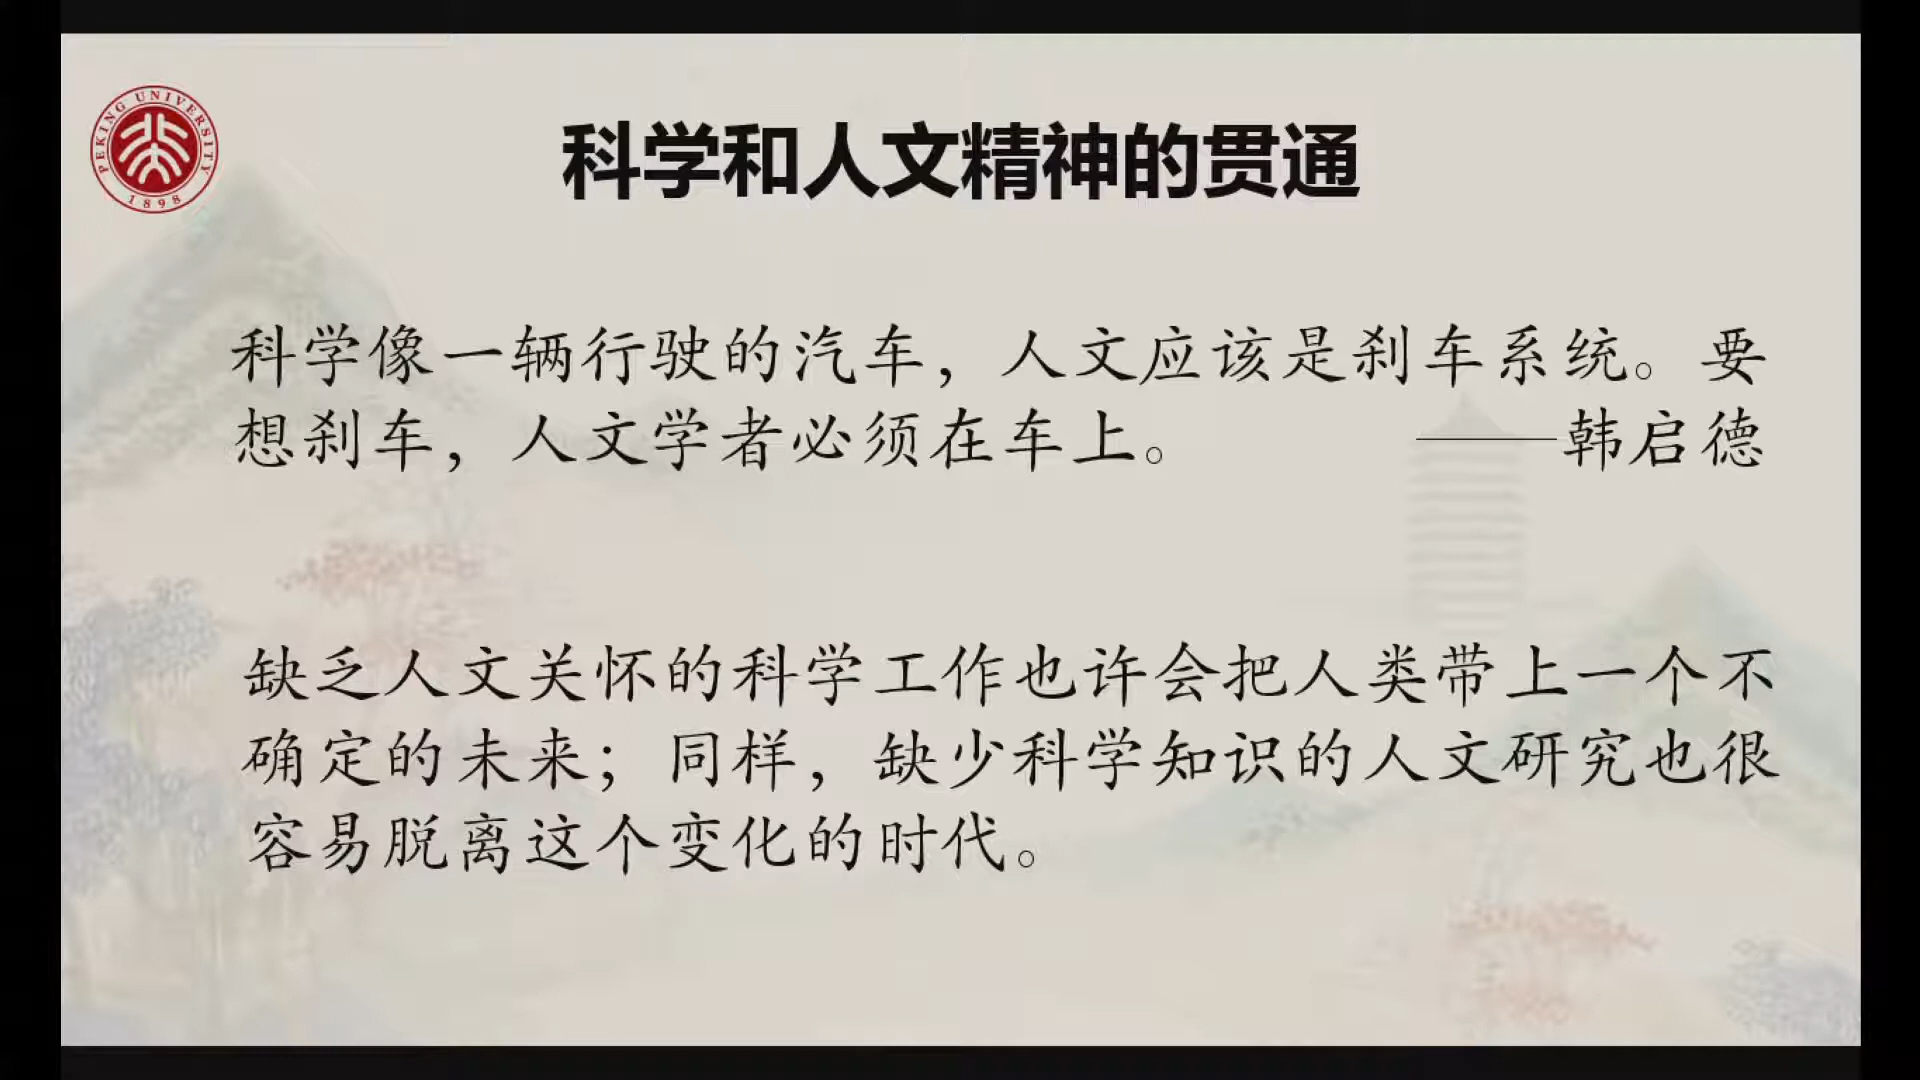 PEKING UNIVERSITY
1898
科学和人文精神的贯通
科学像一辆行驶的汽车，人文应该是刹车系统。要
想刹车，人文学者必须在车上。 ——韩启德
缺乏人文关怀的科学工作也许会把人类带上一个不
确定的未来；同样，缺少科学知识的人文研究也很
容易脱离这个变化的时代。